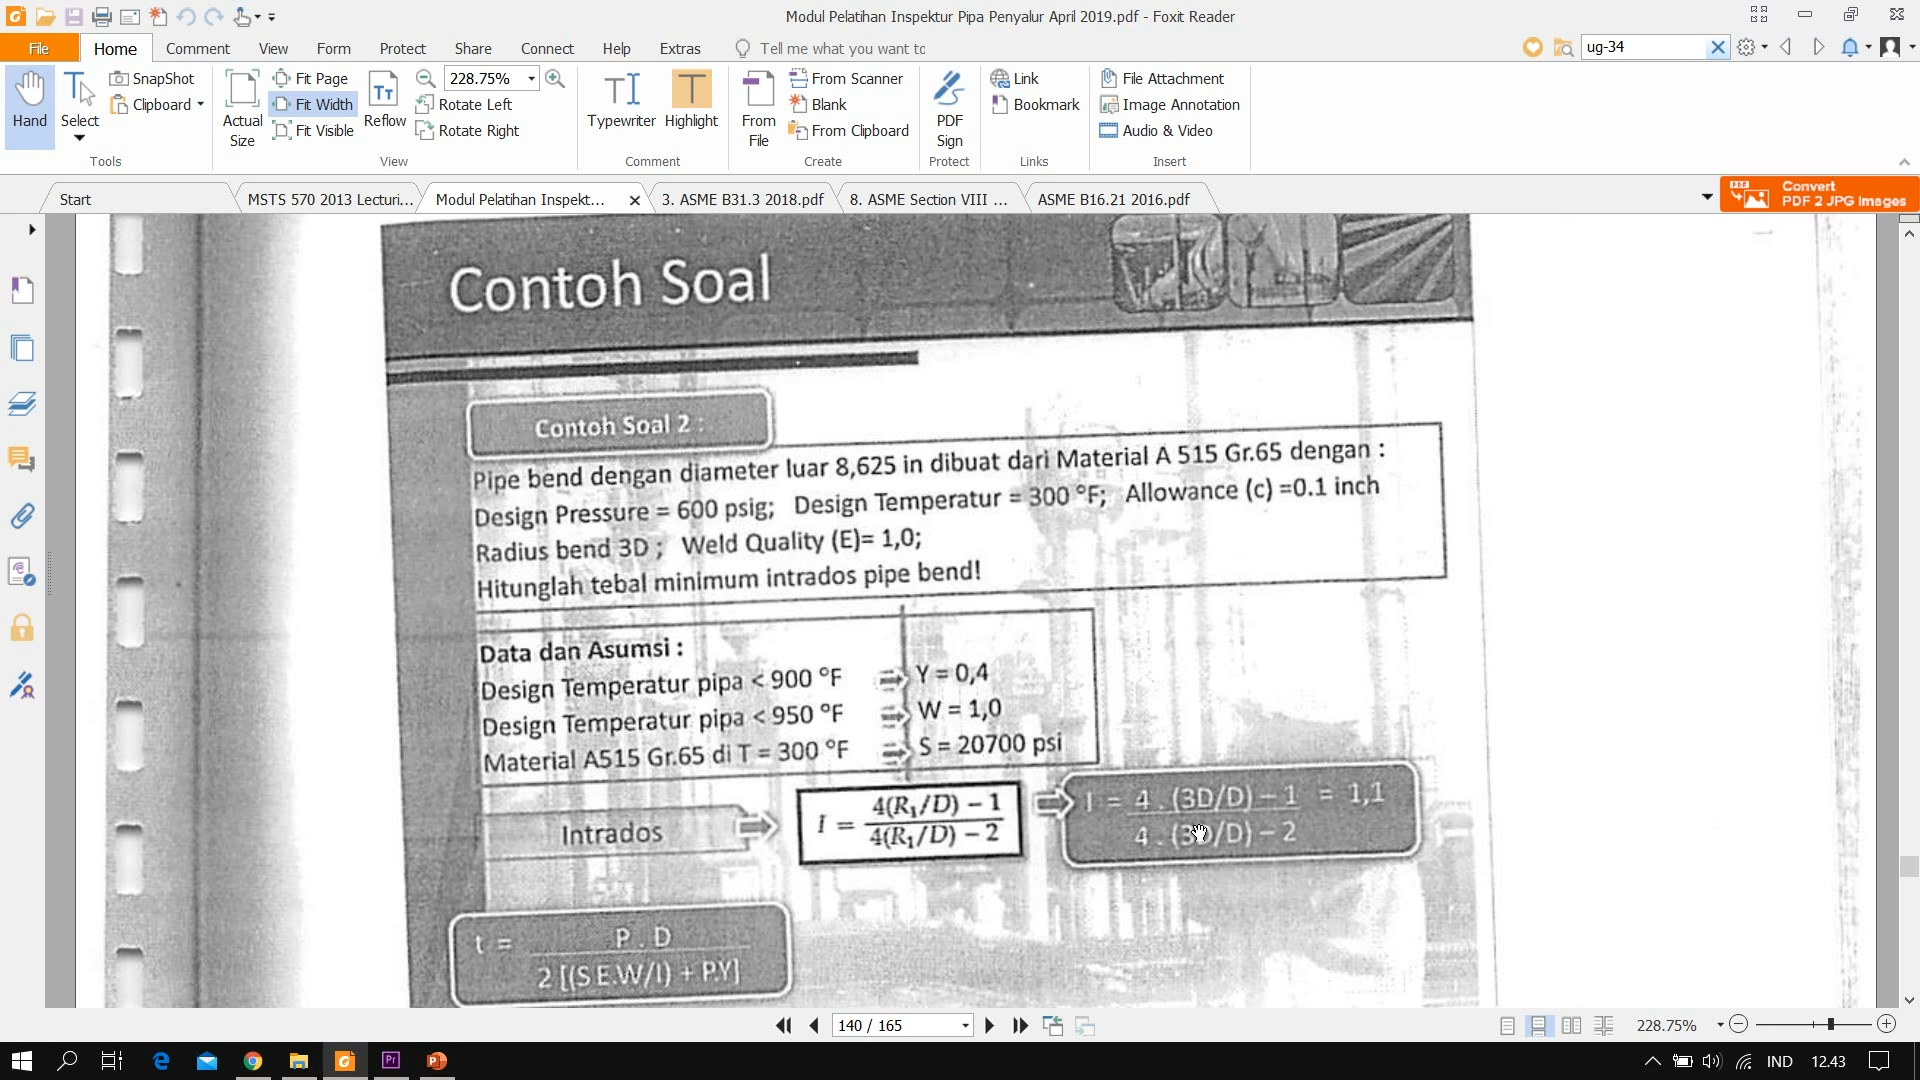 Modul Pelatihan Inspektur Pipa Penyalur April 2019.pdf - Foxit Reader
File Home Comment View Form Protect Share Connect Help Extras Tell me what you want to ug-34
Hand
Select
SnapShot
Clipboard
Tools
Actual Size
Fit Page
Fit Width
Fit Visible
Reflow
228.75%
Rotate Left
Rotate Right
View
Typewriter
Highlight
Comment
From File
From Scanner
Blank
From Clipboard
Create
PDF Sign
Protect
Link
Bookmark
Links
File Attachment
Image Annotation
Audio & Video
Insert
Start
MSTS 570 2013 Lecturi...
Modul Pelatihan Inspekt...
3. ASME B31.3 2018.pdf
8. ASME Section VIII ...
ASME B16.21 2016.pdf
Convert
PDF 2 JPG Images
Contoh Soal
Contoh Soal 2 :
Pipe bend dengan diameter luar 8,625 in dibuat dari Material A 515 Gr.65 dengan :
Design Pressure = 600 psig; Design Temperatur = 300 °F; Allowance (c) =0.1 inch
Radius bend 3D ; Weld Quality (E)= 1,0;
Hitunglah tebal minimum intrados pipe bend!
Data dan Asumsi :
Design Temperatur pipa < 900 °F ⇒ Y = 0,4
Design Temperatur pipa < 950 °F ⇒ W = 1,0
Material A515 Gr.65 di T = 300 °F ⇒ S = 20700 psi
Intrados
I = 4(R₁/D) − 1
4(R₁/D) − 2
I = 4 . (3D/D) − 1 = 1,1
4 . (3D/D) − 2
t = P . D
2 [(S E.W/I) + P.Y]
140 / 165
228.75%
IND 12.43